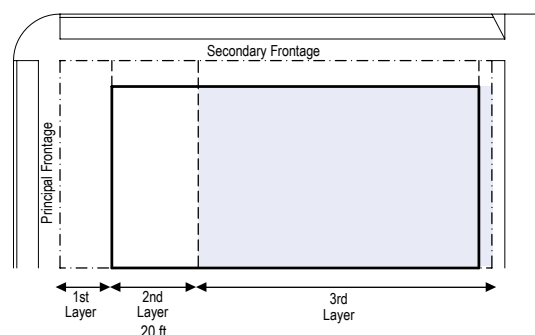 Secondary Frontage
Principal Frontage
1st
Layer
2nd
Layer
20 ft
3rd
Layer